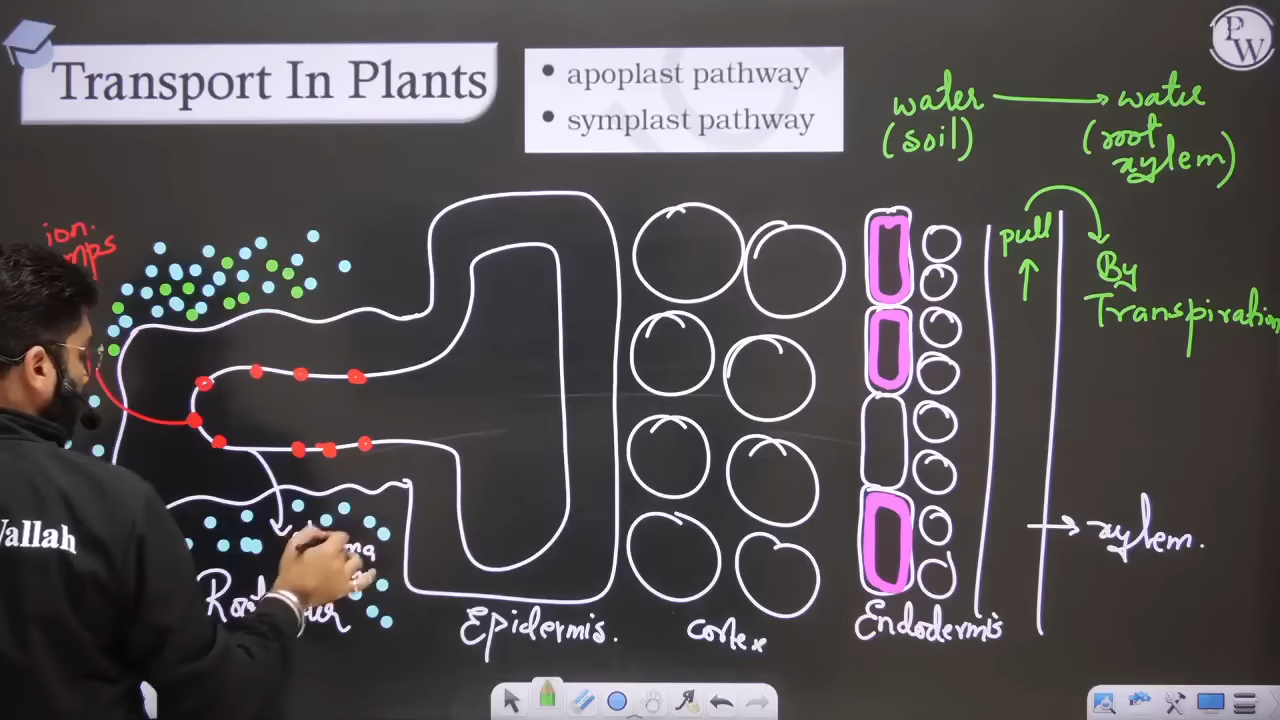 Transport In Plants
• apoplast pathway
• symplast pathway
PW
water → water
(soil) (root xylem)
ion
pull
By
Transpiration
xylem.
Epidermis.
Cortex
Endodermis
Wallah